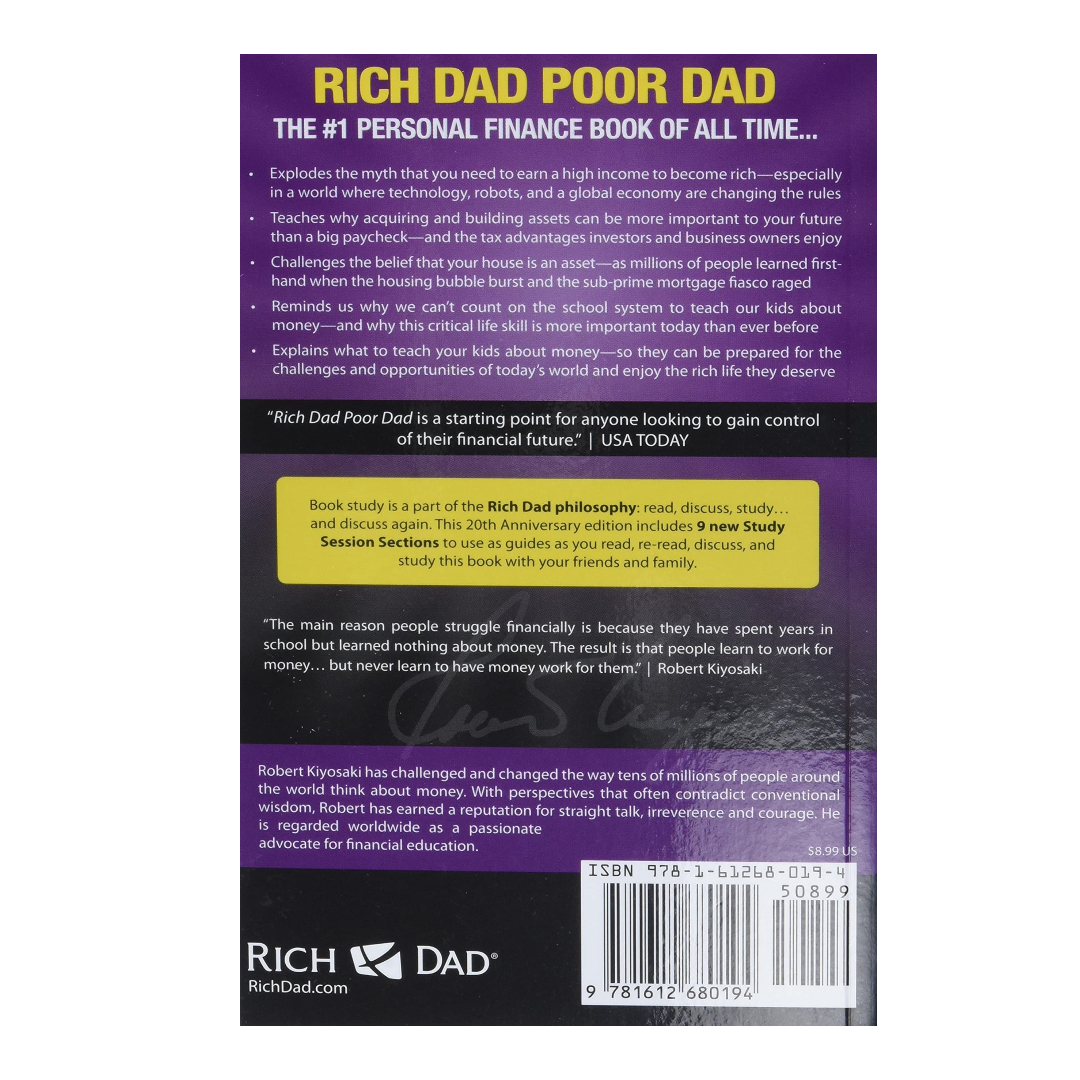 RICH DAD POOR DAD
THE #1 PERSONAL FINANCE BOOK OF ALL TIME...
• Explodes the myth that you need to earn a high income to become rich—especially
in a world where technology, robots, and a global economy are changing the rules
• Teaches why acquiring and building assets can be more important to your future
than a big paycheck—and the tax advantages investors and business owners enjoy
• Challenges the belief that your house is an asset—as millions of people learned first-
hand when the housing bubble burst and the sub-prime mortgage fiasco raged
• Reminds us why we can't count on the school system to teach our kids about
money—and why this critical life skill is more important today than ever before
• Explains what to teach your kids about money—so they can be prepared for the
challenges and opportunities of today's world and enjoy the rich life they deserve
"Rich Dad Poor Dad is a starting point for anyone looking to gain control
of their financial future." | USA TODAY
Book study is a part of the Rich Dad philosophy: read, discuss, study...
and discuss again. This 20th Anniversary edition includes 9 new Study
Session Sections to use as guides as you read, re-read, discuss, and
study this book with your friends and family.
"The main reason people struggle financially is because they have spent years in
school but learned nothing about money. The result is that people learn to work for
money... but never learn to have money work for them." | Robert Kiyosaki
Robert Kiyosaki has challenged and changed the way tens of millions of people around
the world think about money. With perspectives that often contradict conventional
wisdom, Robert has earned a reputation for straight talk, irreverence and courage. He
is regarded worldwide as a passionate
advocate for financial education.
$8.99 US
ISBN 978-1-61268-019-4
50899
9 781612 680194
RICH DAD®
RichDad.com